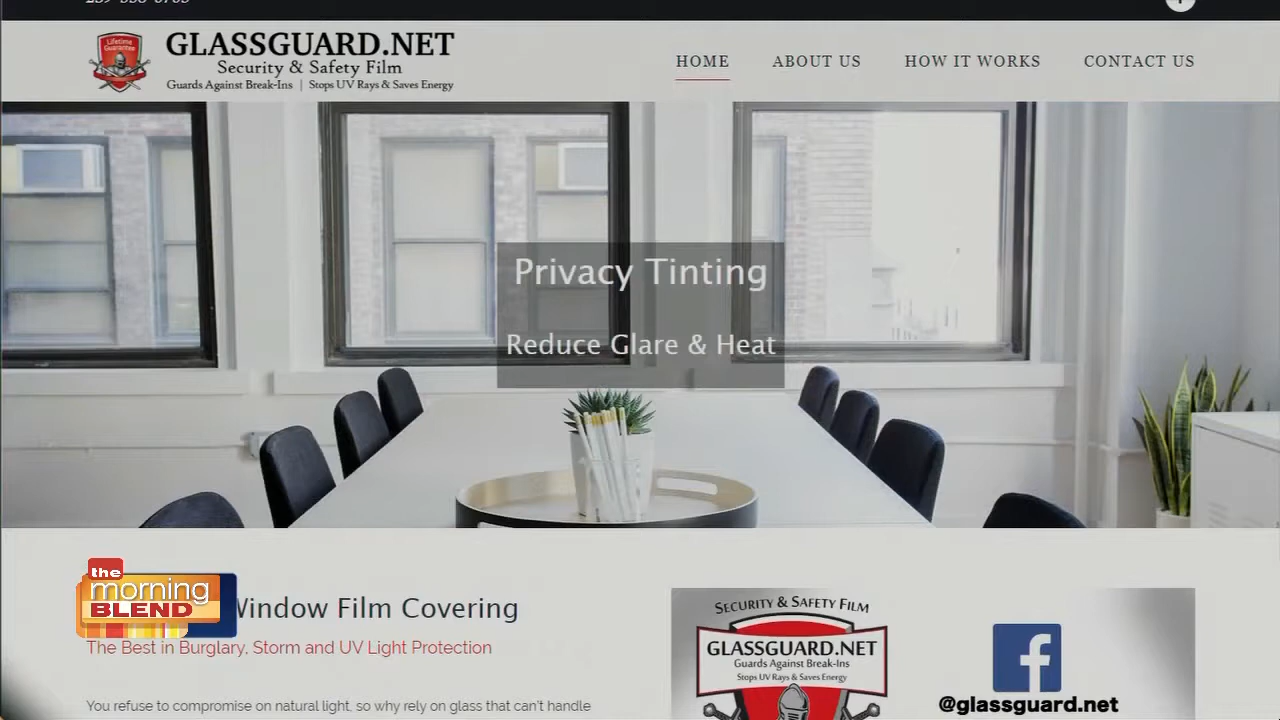 Lifetime
Guarantee
GLASSGUARD.NET
Security & Safety Film
Guards Against Break-Ins | Stops UV Rays & Saves Energy
HOME
ABOUT US
HOW IT WORKS
CONTACT US
Privacy Tinting
Reduce Glare & Heat
the
morning
BLEND
Window Film Covering
The Best in Burglary, Storm and UV Light Protection
You refuse to compromise on natural light, so why rely on glass that can't handle
SECURITY & SAFETY FILM
GLASSGUARD.NET
Guards Against Break-Ins
Stops UV Rays & Saves Energy
f
@glassguard.net